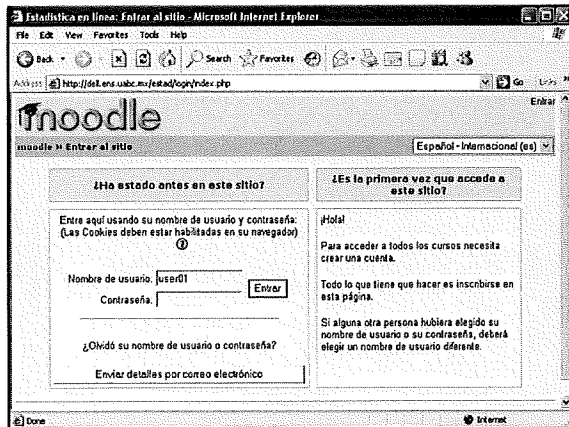 Estadística en línea: Entrar al sitio - Microsoft Internet Explorer
File Edit View Favorites Tools Help
Back Search Favorites
Address http://dell.ens.uabc.mx/estad/login/index.php Go Links
moodle
Entrar
moodle » Entrar al sitio
Español - Internacional (es)
¿Ha estado antes en este sitio?
Entre aquí usando su nombre de usuario y contraseña:
(Las Cookies deben estar habilitadas en su navegador)
Nombre de usuario: user01
Contraseña:
Entrar
¿Olvidó su nombre de usuario o contraseña?
Enviar detalles por correo electrónico
¿Es la primera vez que accede a
este sitio?
¡Hola!
Para acceder a todos los cursos necesita
crear una cuenta.
Todo lo que tiene que hacer es inscribirse en
esta página.
Si alguna otra persona hubiera elegido su
nombre de usuario o su contraseña, deberá
elegir un nombre de usuario diferente.
Done
Internet